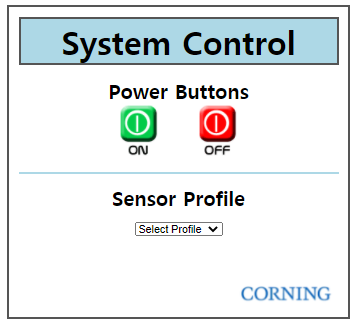 System Control
Power Buttons
ON OFF
Sensor Profile
Select Profile
CORNING